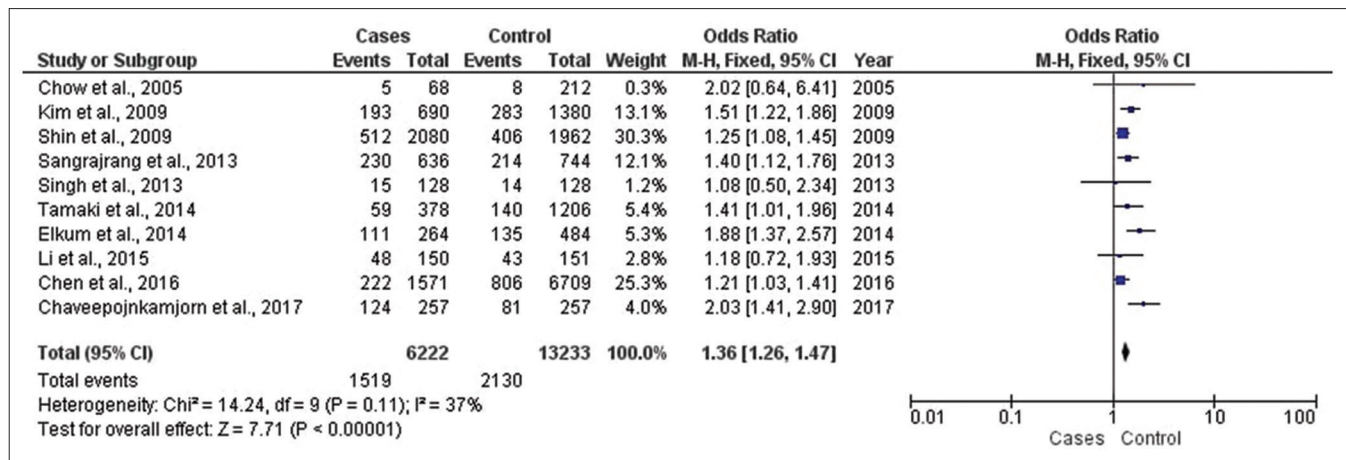 Cases Control Odds Ratio Odds Ratio
Study or Subgroup Events Total Events Total Weight M-H, Fixed, 95% CI Year M-H, Fixed, 95% CI
Chow et al., 2005 5 68 8 212 0.3% 2.02 [0.64, 6.41] 2005
Kim et al., 2009 193 690 283 1380 13.1% 1.51 [1.22, 1.86] 2009
Shin et al., 2009 512 2080 406 1962 30.3% 1.25 [1.08, 1.45] 2009
Sangrajrang et al., 2013 230 636 214 744 12.1% 1.40 [1.12, 1.76] 2013
Singh et al., 2013 15 128 14 128 1.2% 1.08 [0.50, 2.34] 2013
Tamaki et al., 2014 59 378 140 1206 5.4% 1.41 [1.01, 1.96] 2014
Elkum et al., 2014 111 264 135 484 5.3% 1.88 [1.37, 2.57] 2014
Li et al., 2015 48 150 43 151 2.8% 1.18 [0.72, 1.93] 2015
Chen et al., 2016 222 1571 806 6709 25.3% 1.21 [1.03, 1.41] 2016
Chaveepojnkamjorn et al., 2017 124 257 81 257 4.0% 2.03 [1.41, 2.90] 2017
Total (95% CI) 6222 13233 100.0% 1.36 [1.26, 1.47]
Total events 1519 2130
Heterogeneity: Chi² = 14.24, df = 9 (P = 0.11); I² = 37%
Test for overall effect: Z = 7.71 (P < 0.00001)
0.01 0.1 1 10 100
Cases Control